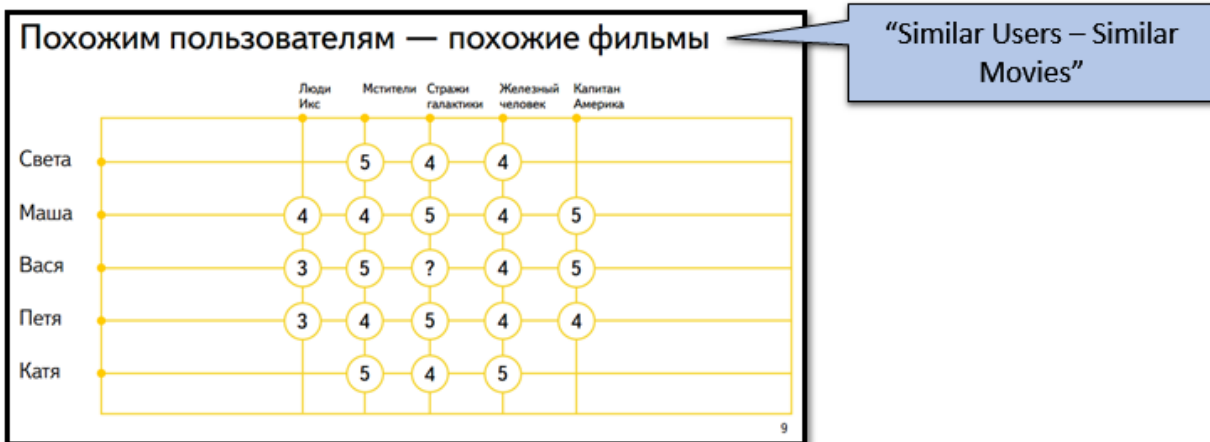 Похожим пользователям — похожие фильмы
“Similar Users – Similar
Movies”
Люди Мстители Стражи Железный Капитан
Икс галактики человек Америка
Света 5 4 4
Маша 4 4 5 4 5
Вася 3 5 ? 4 5
Петя 3 4 5 4 4
Катя 5 4 5
9